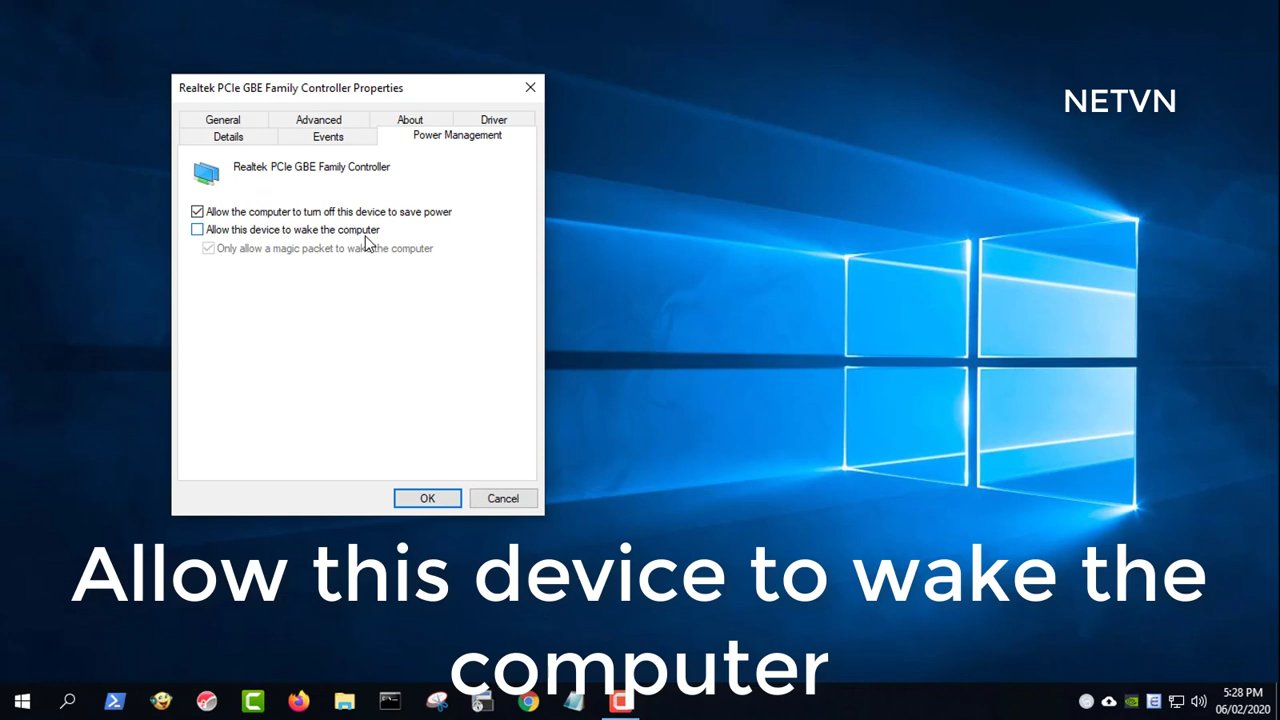 NETVN
Realtek PCIe GBE Family Controller Properties
General Advanced About Driver
Details Events Power Management
Realtek PCIe GBE Family Controller
Allow the computer to turn off this device to save power
Allow this device to wake the computer
Only allow a magic packet to wake the computer
OK Cancel
Allow this device to wake the
computer
5:28 PM
06/02/2020